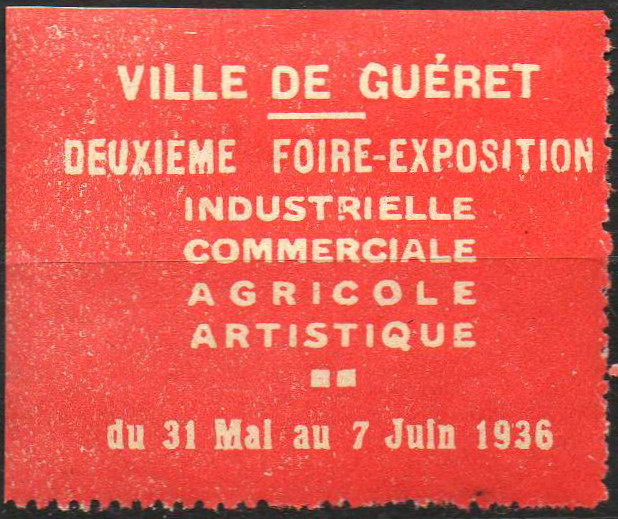 VILLE DE GUÉRET
DEUXIÈME FOIRE-EXPOSITION
INDUSTRIELLE
COMMERCIALE
AGRICOLE
ARTISTIQUE
du 31 Mai au 7 Juin 1936